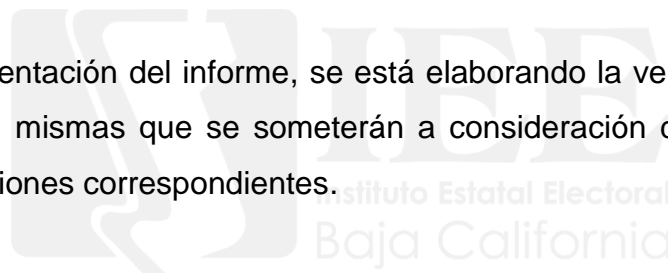 IEE
entación del informe, se está elaborando la ve
mismas que se someterán a consideración
iones correspondientes.
Instituto Estatal Electoral
Baja California